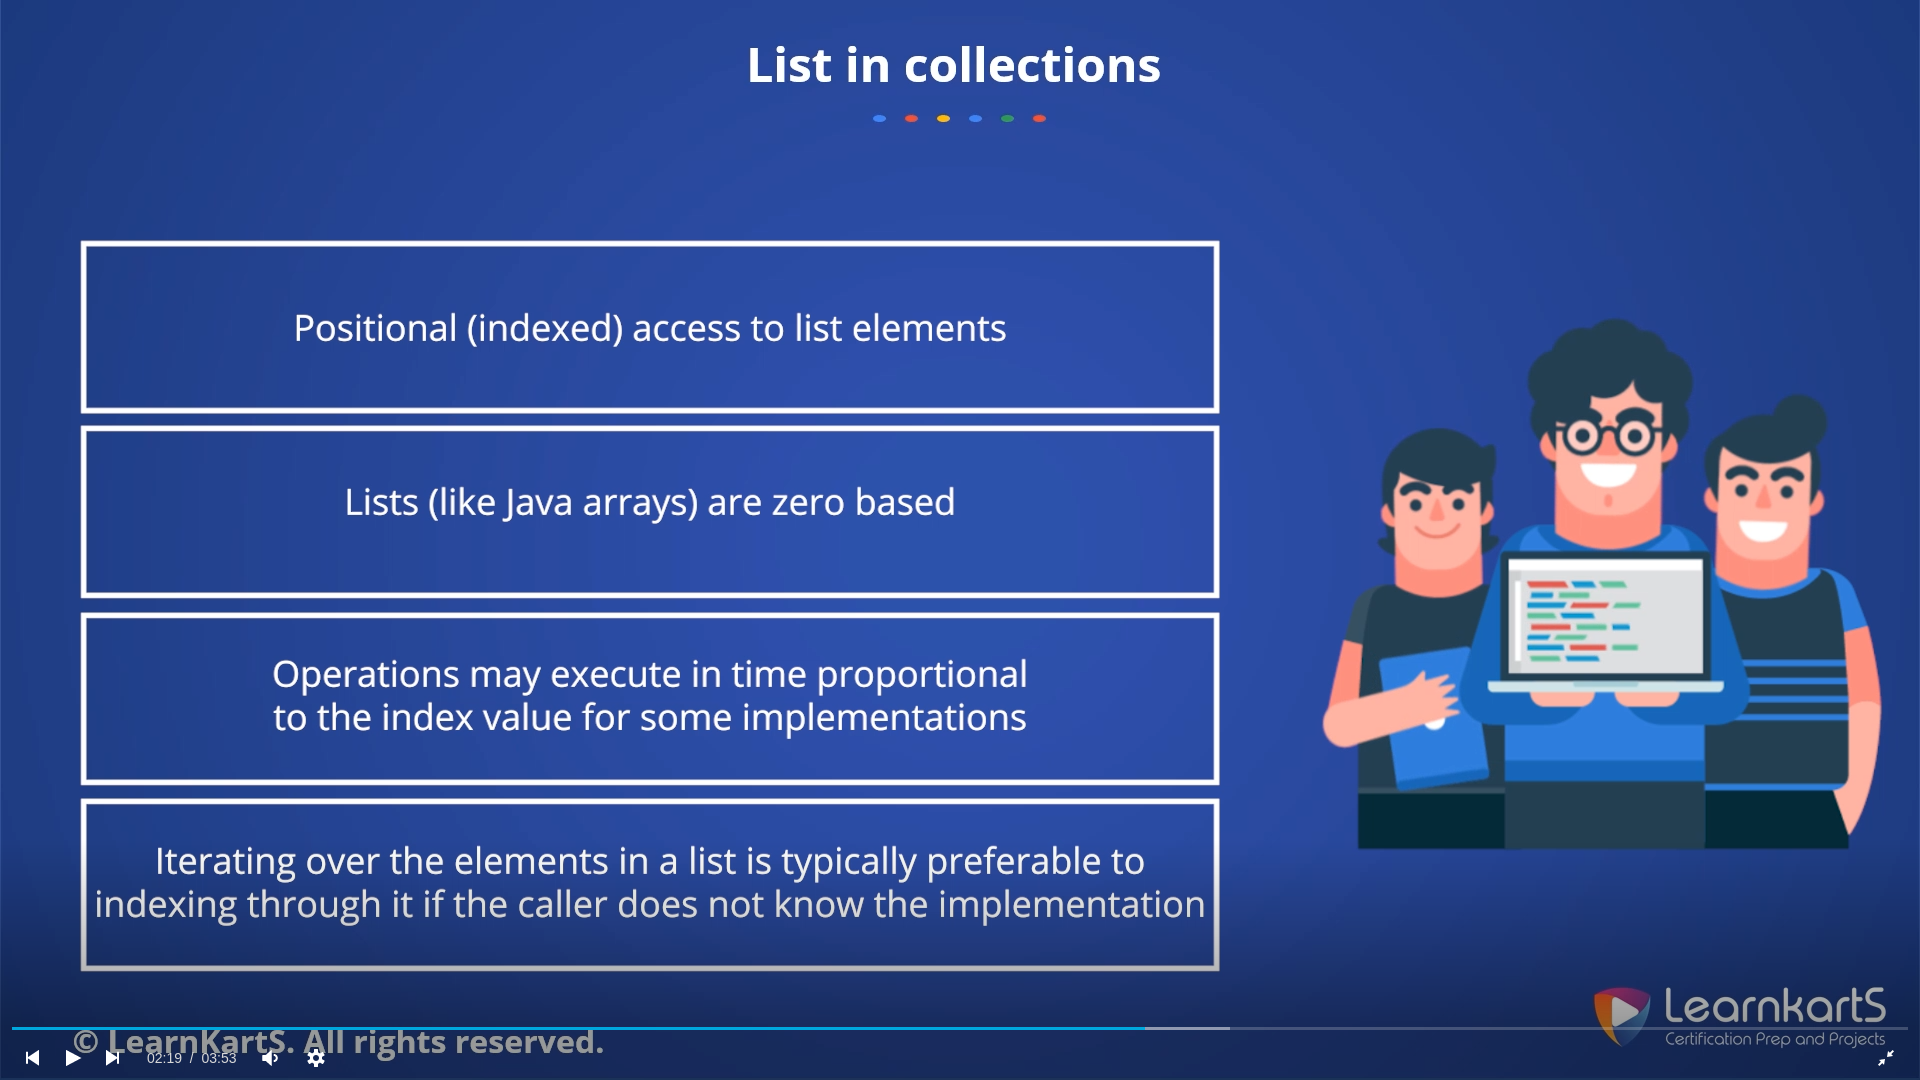 List in collections
Positional (indexed) access to list elements
Lists (like Java arrays) are zero based
Operations may execute in time proportional
to the index value for some implementations
Iterating over the elements in a list is typically preferable to
indexing through it if the caller does not know the implementation
LearnkartS
Certification Prep and Projects
© LearnKartS. All rights reserved.
02:19 / 03:53